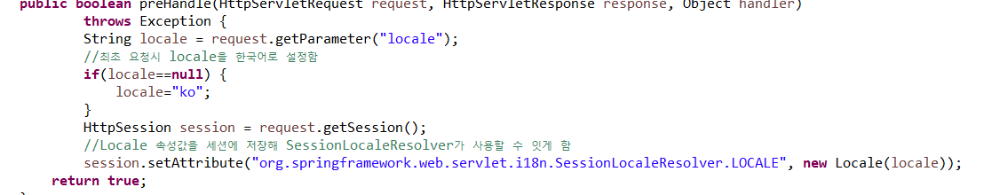 public boolean preHandle(HttpServletRequest request, HttpServletResponse response, Object handler)
throws Exception {
String locale = request.getParameter("locale");
//최초 요청시 locale을 한국어로 설정함
if(locale==null) {
locale="ko";
}
HttpSession session = request.getSession();
//Locale 속성값을 세션에 저장해 SessionLocaleResolver가 사용할 수 잇게 함
session.setAttribute("org.springframework.web.servlet.i18n.SessionLocaleResolver.LOCALE", new Locale(locale));
return true;